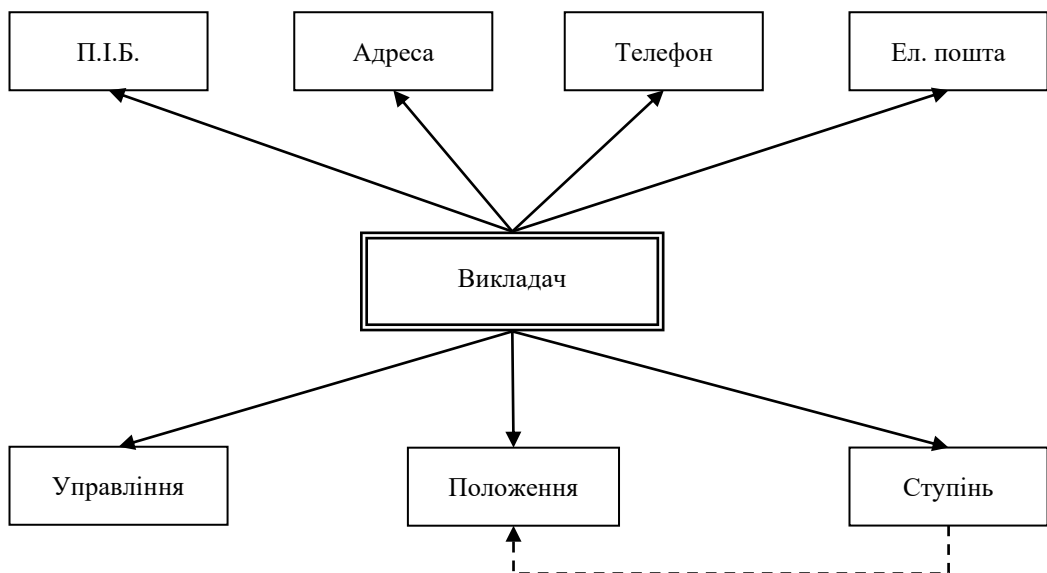 П.І.Б.
Адреса
Телефон
Ел. пошта
Викладач
Управління
Положення
Ступінь